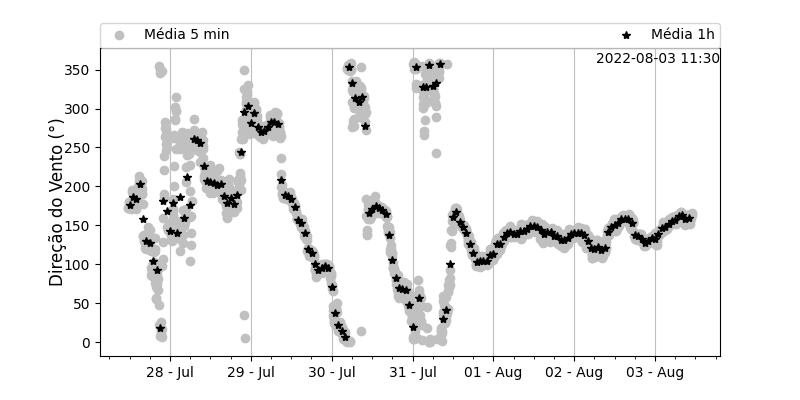 Média 5 min
Média 1h
2022-08-03 11:30
Direção do Vento (°)
350
300
250
200
150
100
50
0
28 - Jul
29 - Jul
30 - Jul
31 - Jul
01 - Aug
02 - Aug
03 - Aug